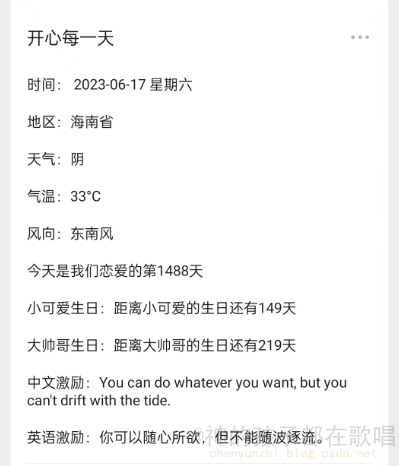 开心每一天
时间： 2023-06-17 星期六
地区：海南省
天气：阴
气温：33°C
风向：东南风
今天是我们恋爱的第1488天
小可爱生日：距离小可爱的生日还有149天
大帅哥生日：距离大帅哥的生日还有219天
中文激励：You can do whatever you want, but you
can't drift with the tide.
英语激励：你可以随心所欲，但不能随波逐流。
神的孩子都在歌唱
chenyunzhi.blog.csdn.net